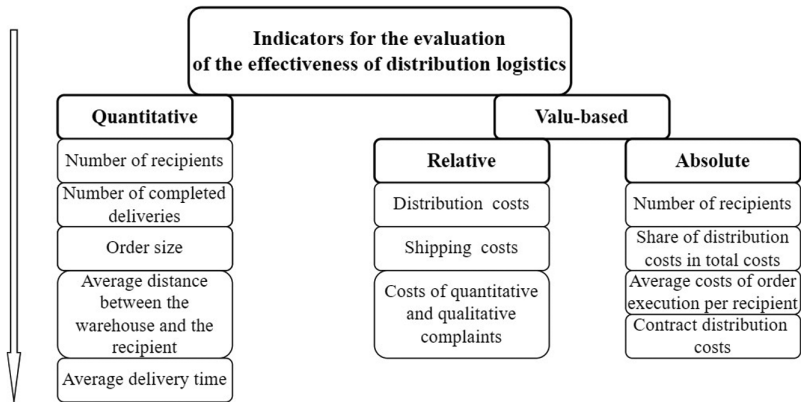 Indicators for the evaluation
of the effectiveness of distribution logistics
Quantitative
Number of recipients
Number of completed
deliveries
Order size
Average distance
between the
warehouse and the
recipient
Average delivery time
Valu-based
Relative
Distribution costs
Shipping costs
Costs of quantitative
and qualitative
complaints
Absolute
Number of recipients
Share of distribution
costs in total costs
Average costs of order
execution per recipient
Contract distribution
costs